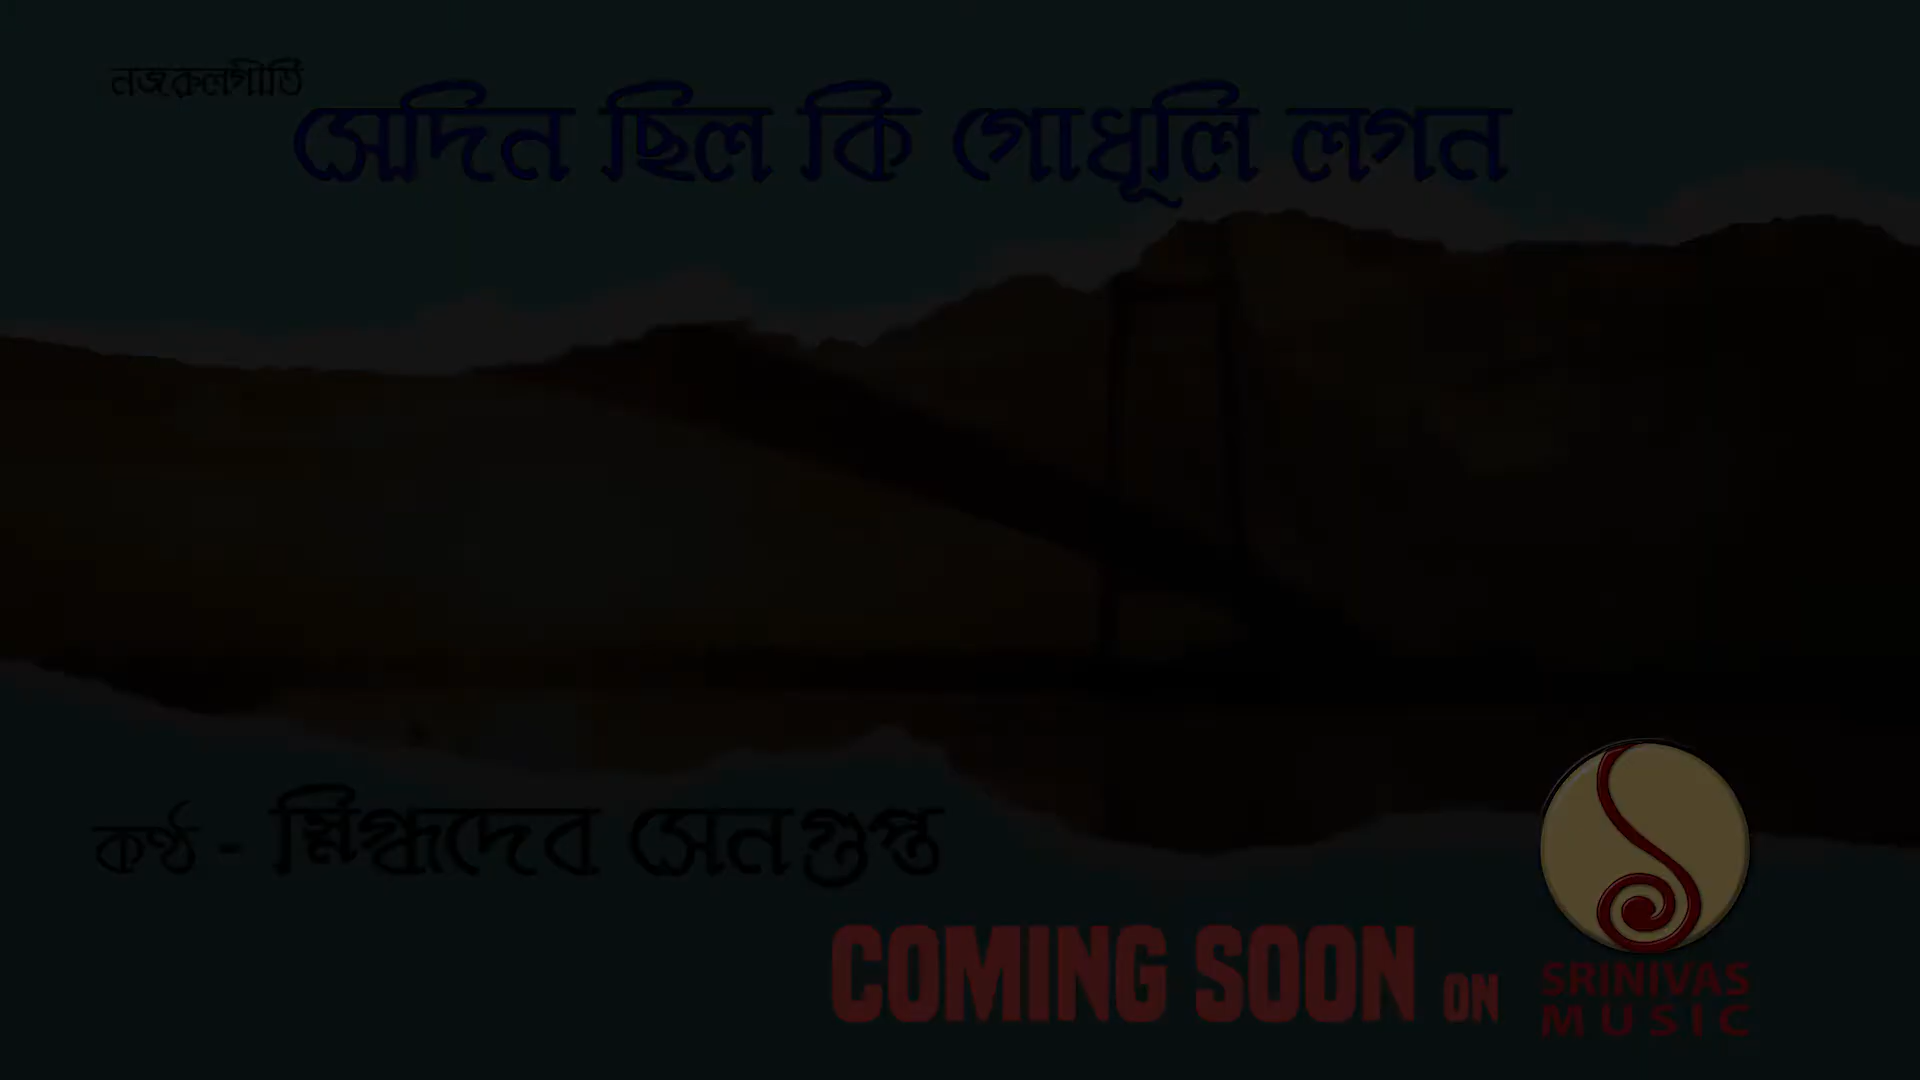 নজরুলগীতি
সেদিন ছিল কি গোধূলি লগন
কণ্ঠ - স্নিগ্ধদেব সেনগুপ্ত
COMING SOON ON
SRINIVAS
MUSIC